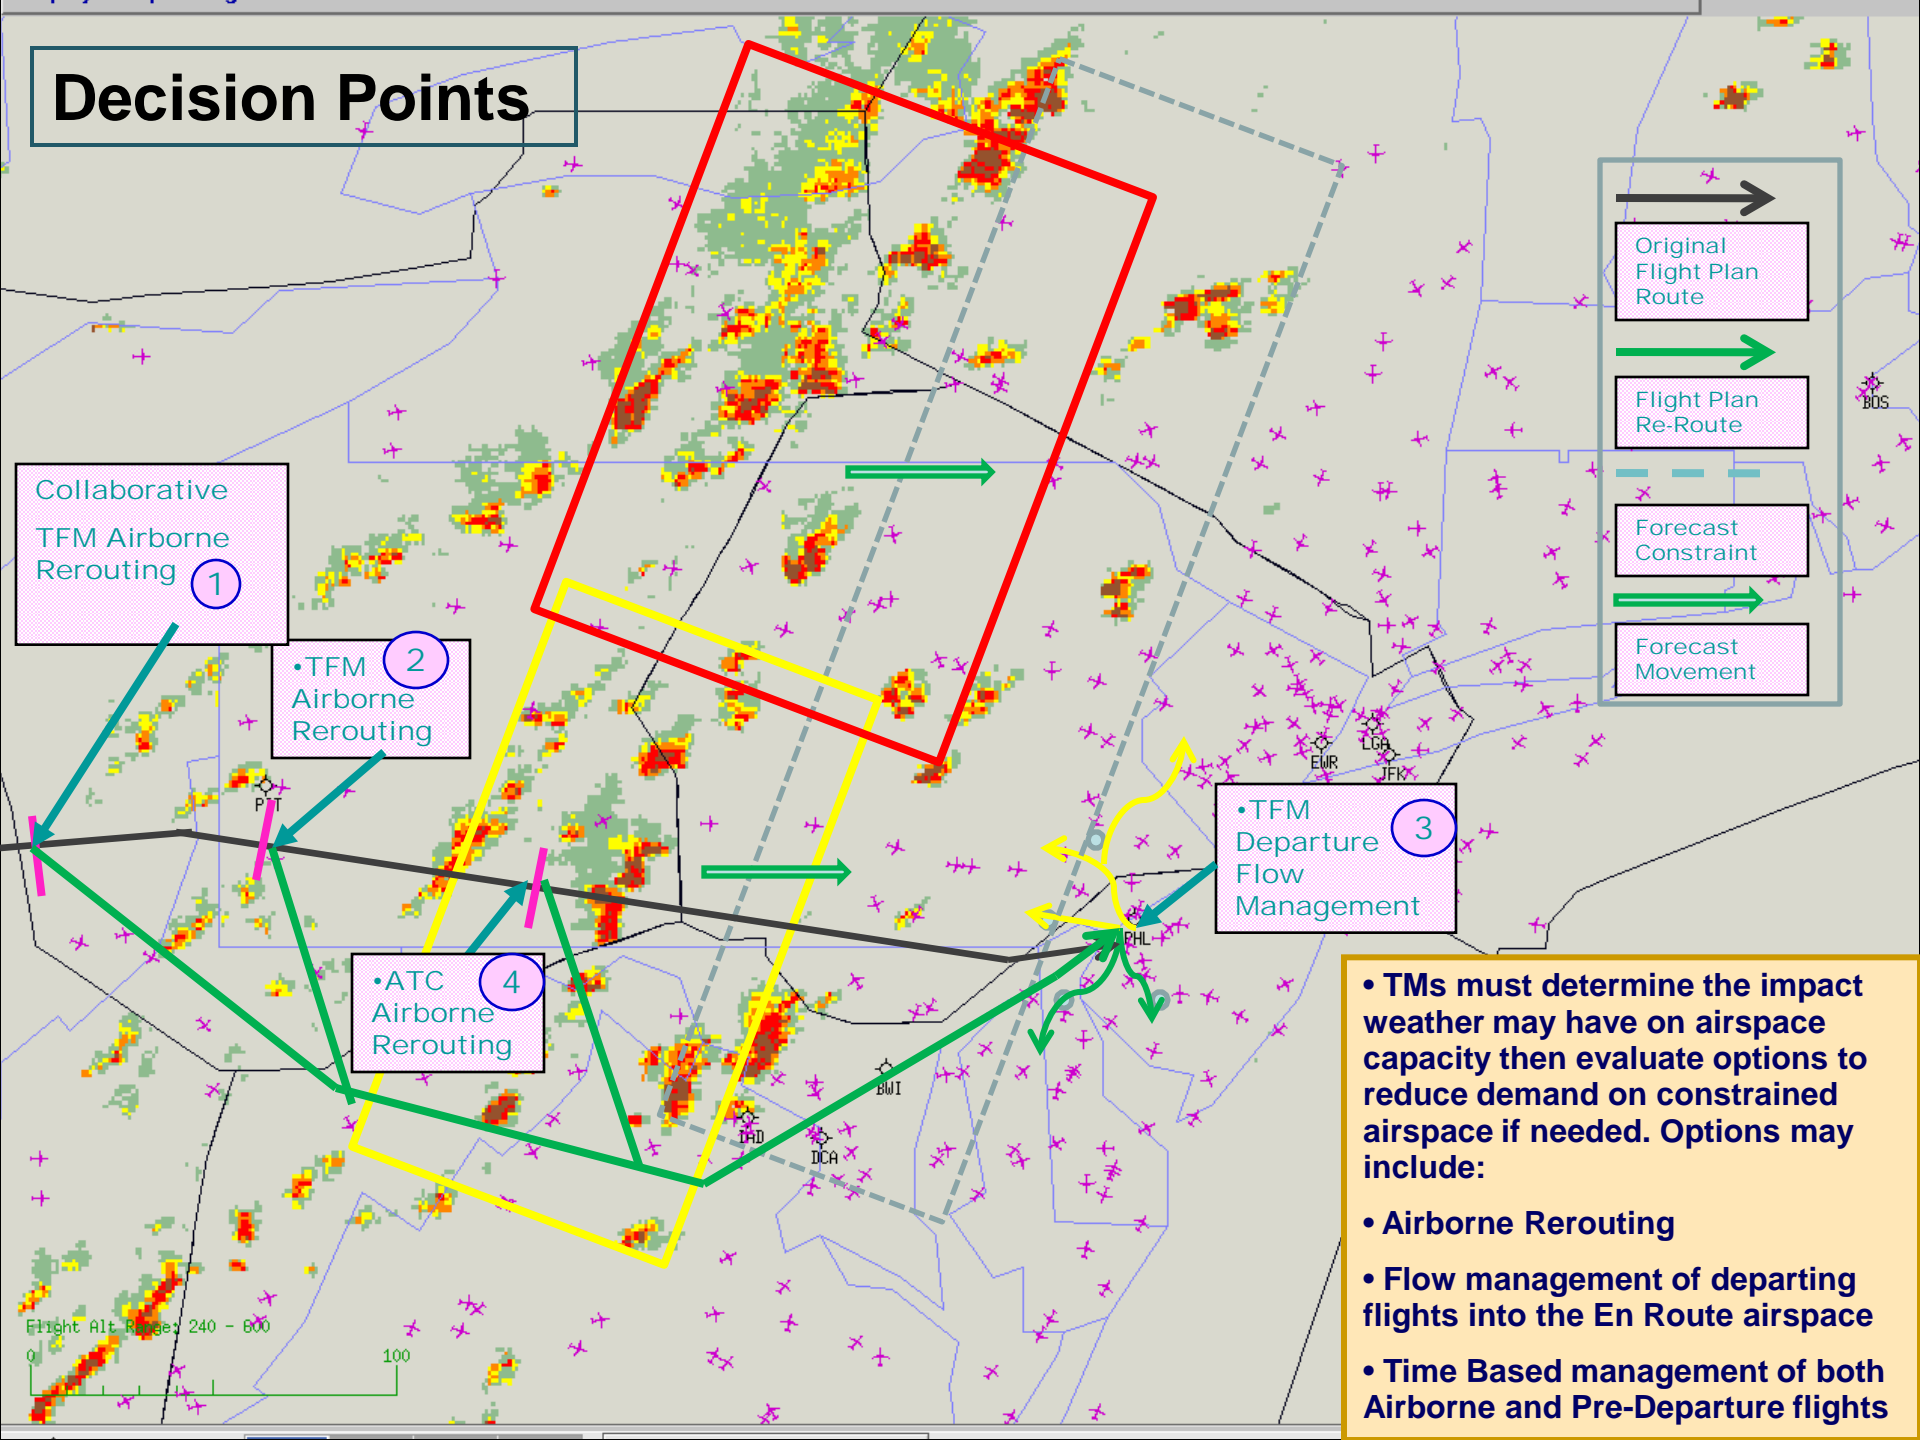 Decision Points
Original
Flight Plan
Route
Flight Plan
Re-Route
Forecast
Constraint
Forecast
Movement
BOS
Collaborative
TFM Airborne
Rerouting
1
•TFM
2
Airborne
Rerouting
PIT
LGA
EWR
JFK
•TFM
Departure
3
Flow
Management
PHL
•ATC
4
Airborne
Rerouting
BWI
IAD
DCA
• TMs must determine the impact
weather may have on airspace
capacity then evaluate options to
reduce demand on constrained
airspace if needed. Options may
include:
• Airborne Rerouting
• Flow management of departing
flights into the En Route airspace
• Time Based management of both
Airborne and Pre-Departure flights
Flight Alt Range: 240 - 600
0
100